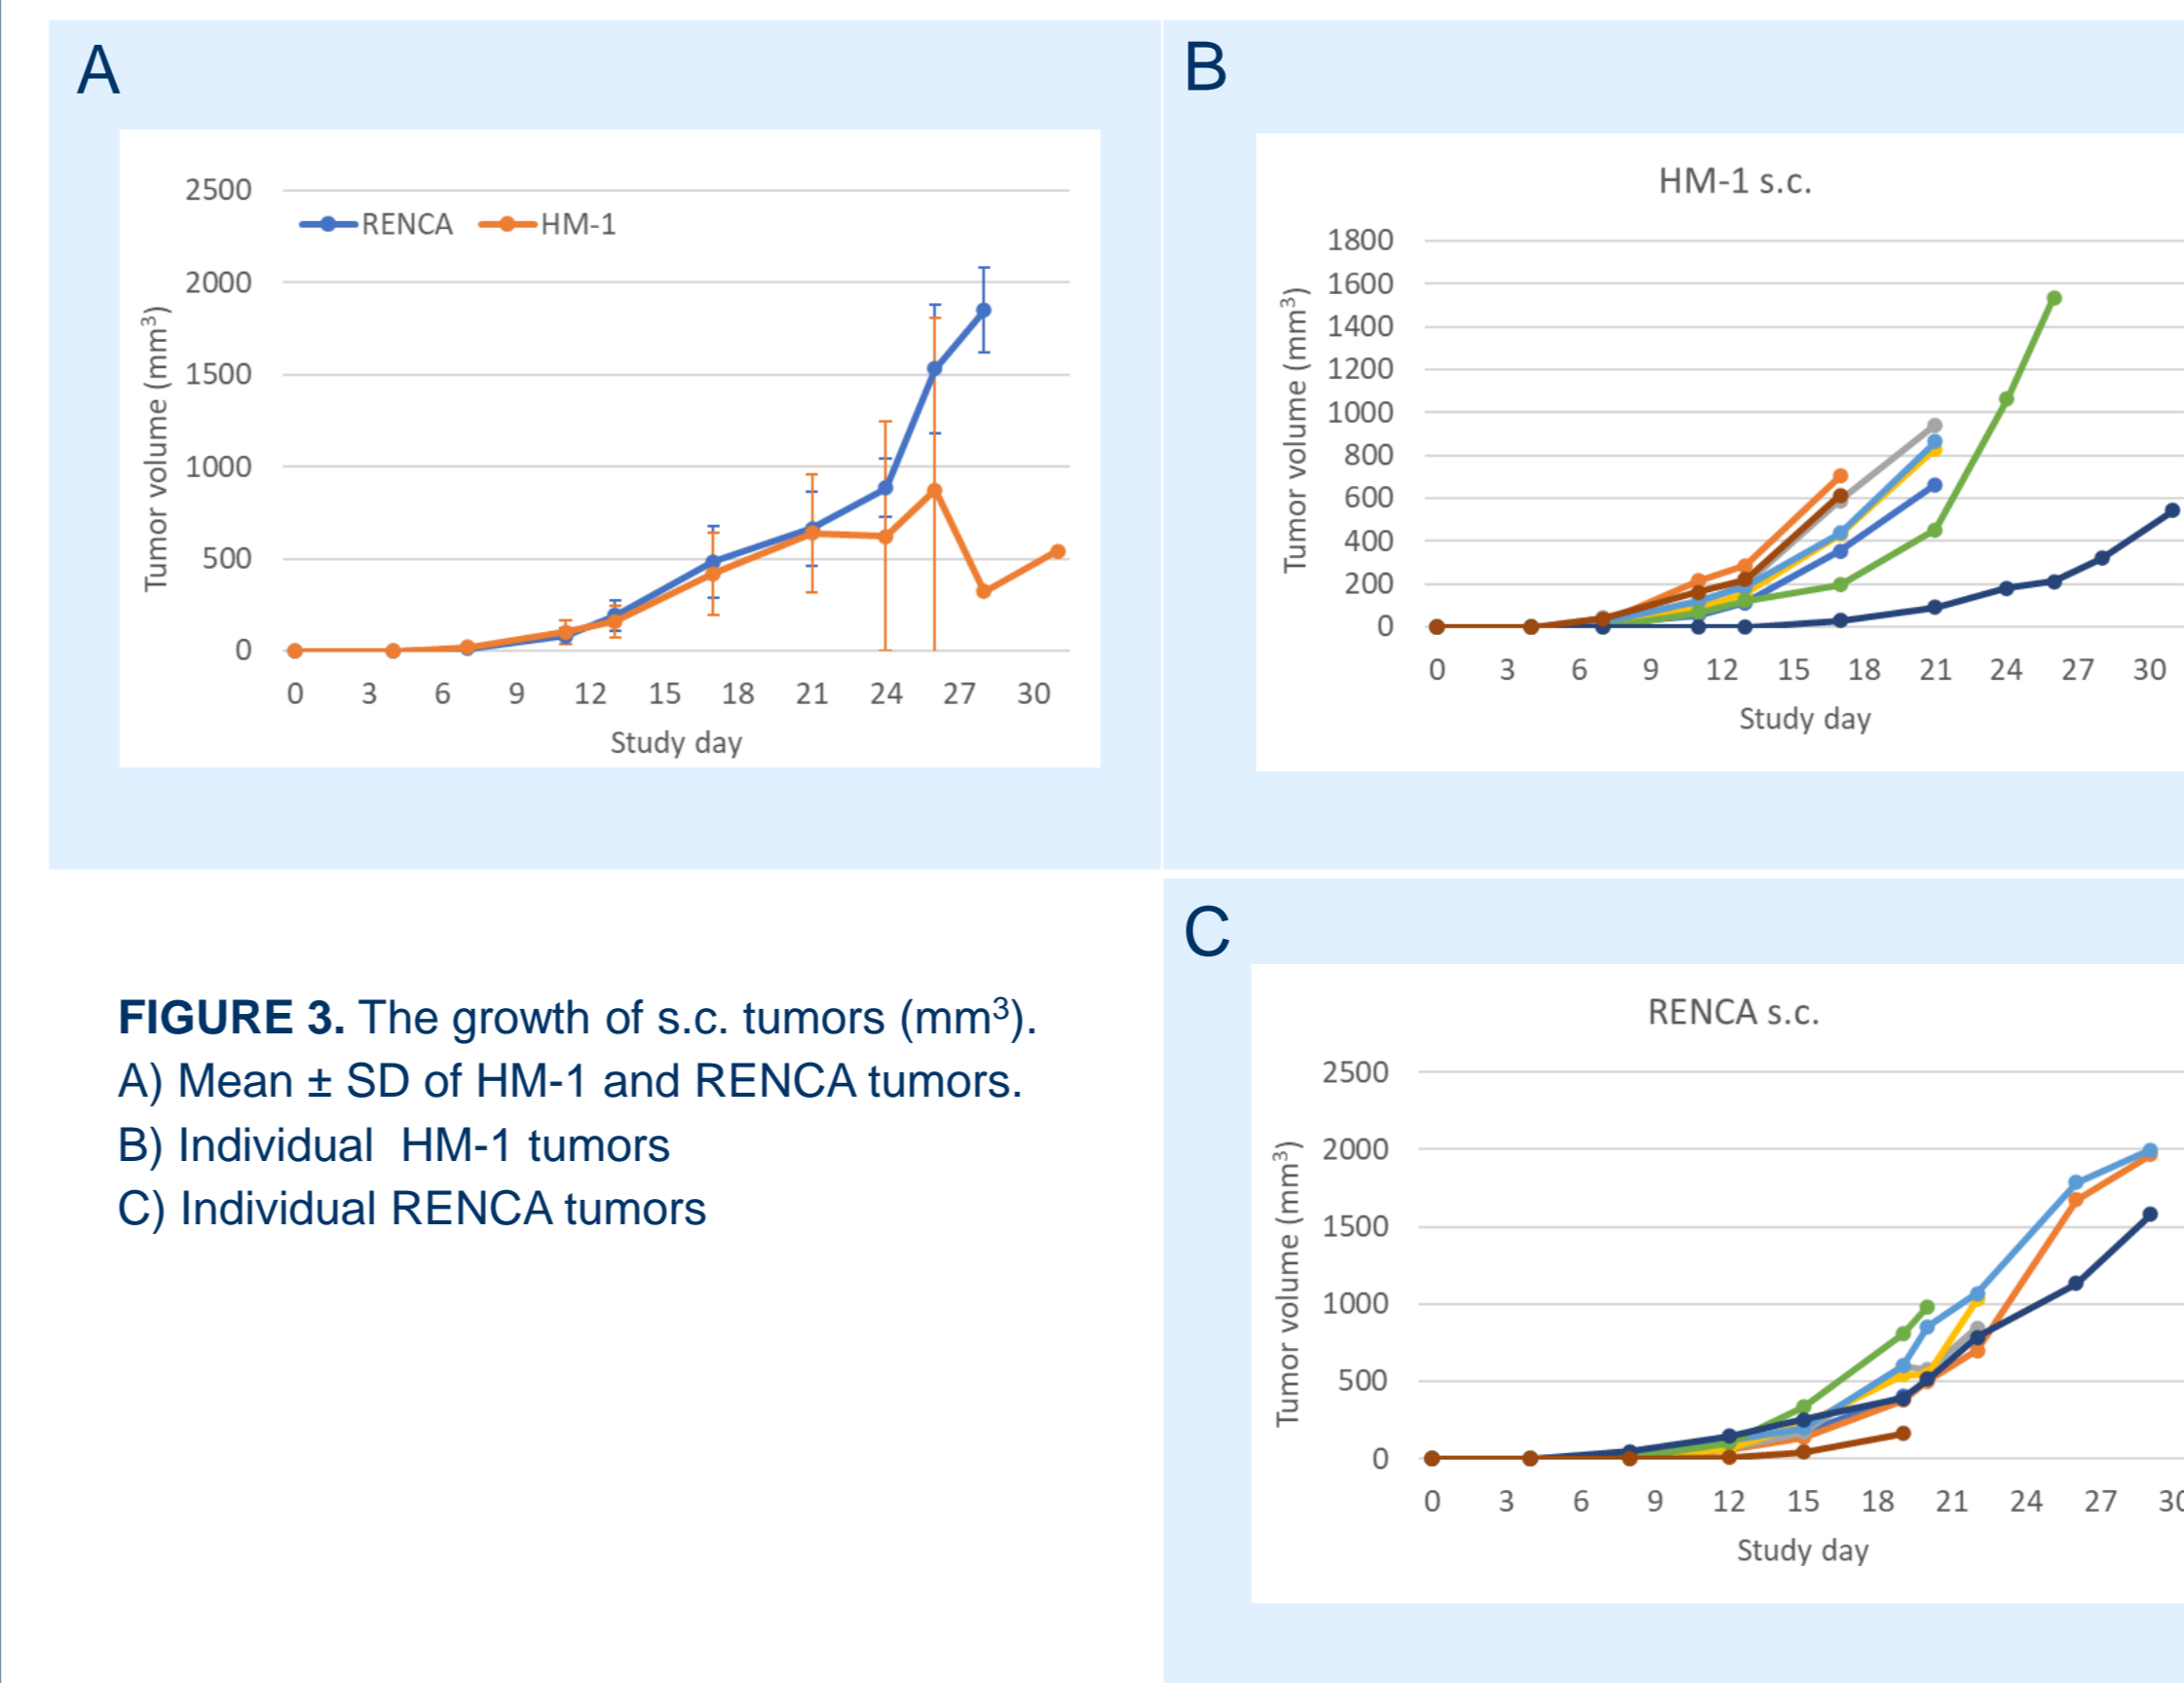 A
2500
RENCA HM-1
2000
1500
1000
500
0
Tumor volume (mm³)
0 3 6 9 12 15 18 21 24 27 30
Study day
B
HM-1 s.c.
1800
1600
1400
1200
1000
800
600
400
200
0
Tumor volume (mm³)
0 3 6 9 12 15 18 21 24 27 30
Study day
FIGURE 3. The growth of s.c. tumors (mm³).
A) Mean ± SD of HM-1 and RENCA tumors.
B) Individual HM-1 tumors
C) Individual RENCA tumors
C
RENCA s.c.
2500
2000
1500
1000
500
0
Tumor volume (mm³)
0 3 6 9 12 15 18 21 24 27
Study day